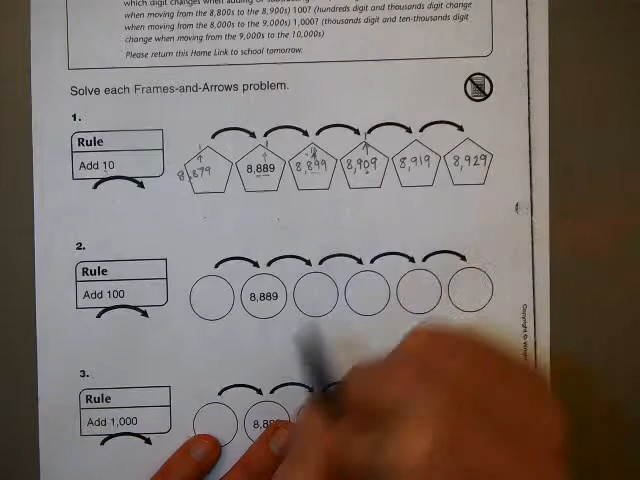 which digit changes when adding or
when moving from the 8,800s to the 8,900s) 100? (hundreds digit and thousands digit change
when moving from the 8,000s to the 9,000s) 1,000? (thousands digit and ten-thousands digit
change when moving from the 9,000s to the 10,000s)
Please return this Home Link to school tomorrow.
Solve each Frames-and-Arrows problem.
1.
Rule
Add 10
8,879 8,889 8,899 8,909 8,919 8,929
2.
Rule
Add 100
8,889
3.
Rule
Add 1,000
Copyright ©